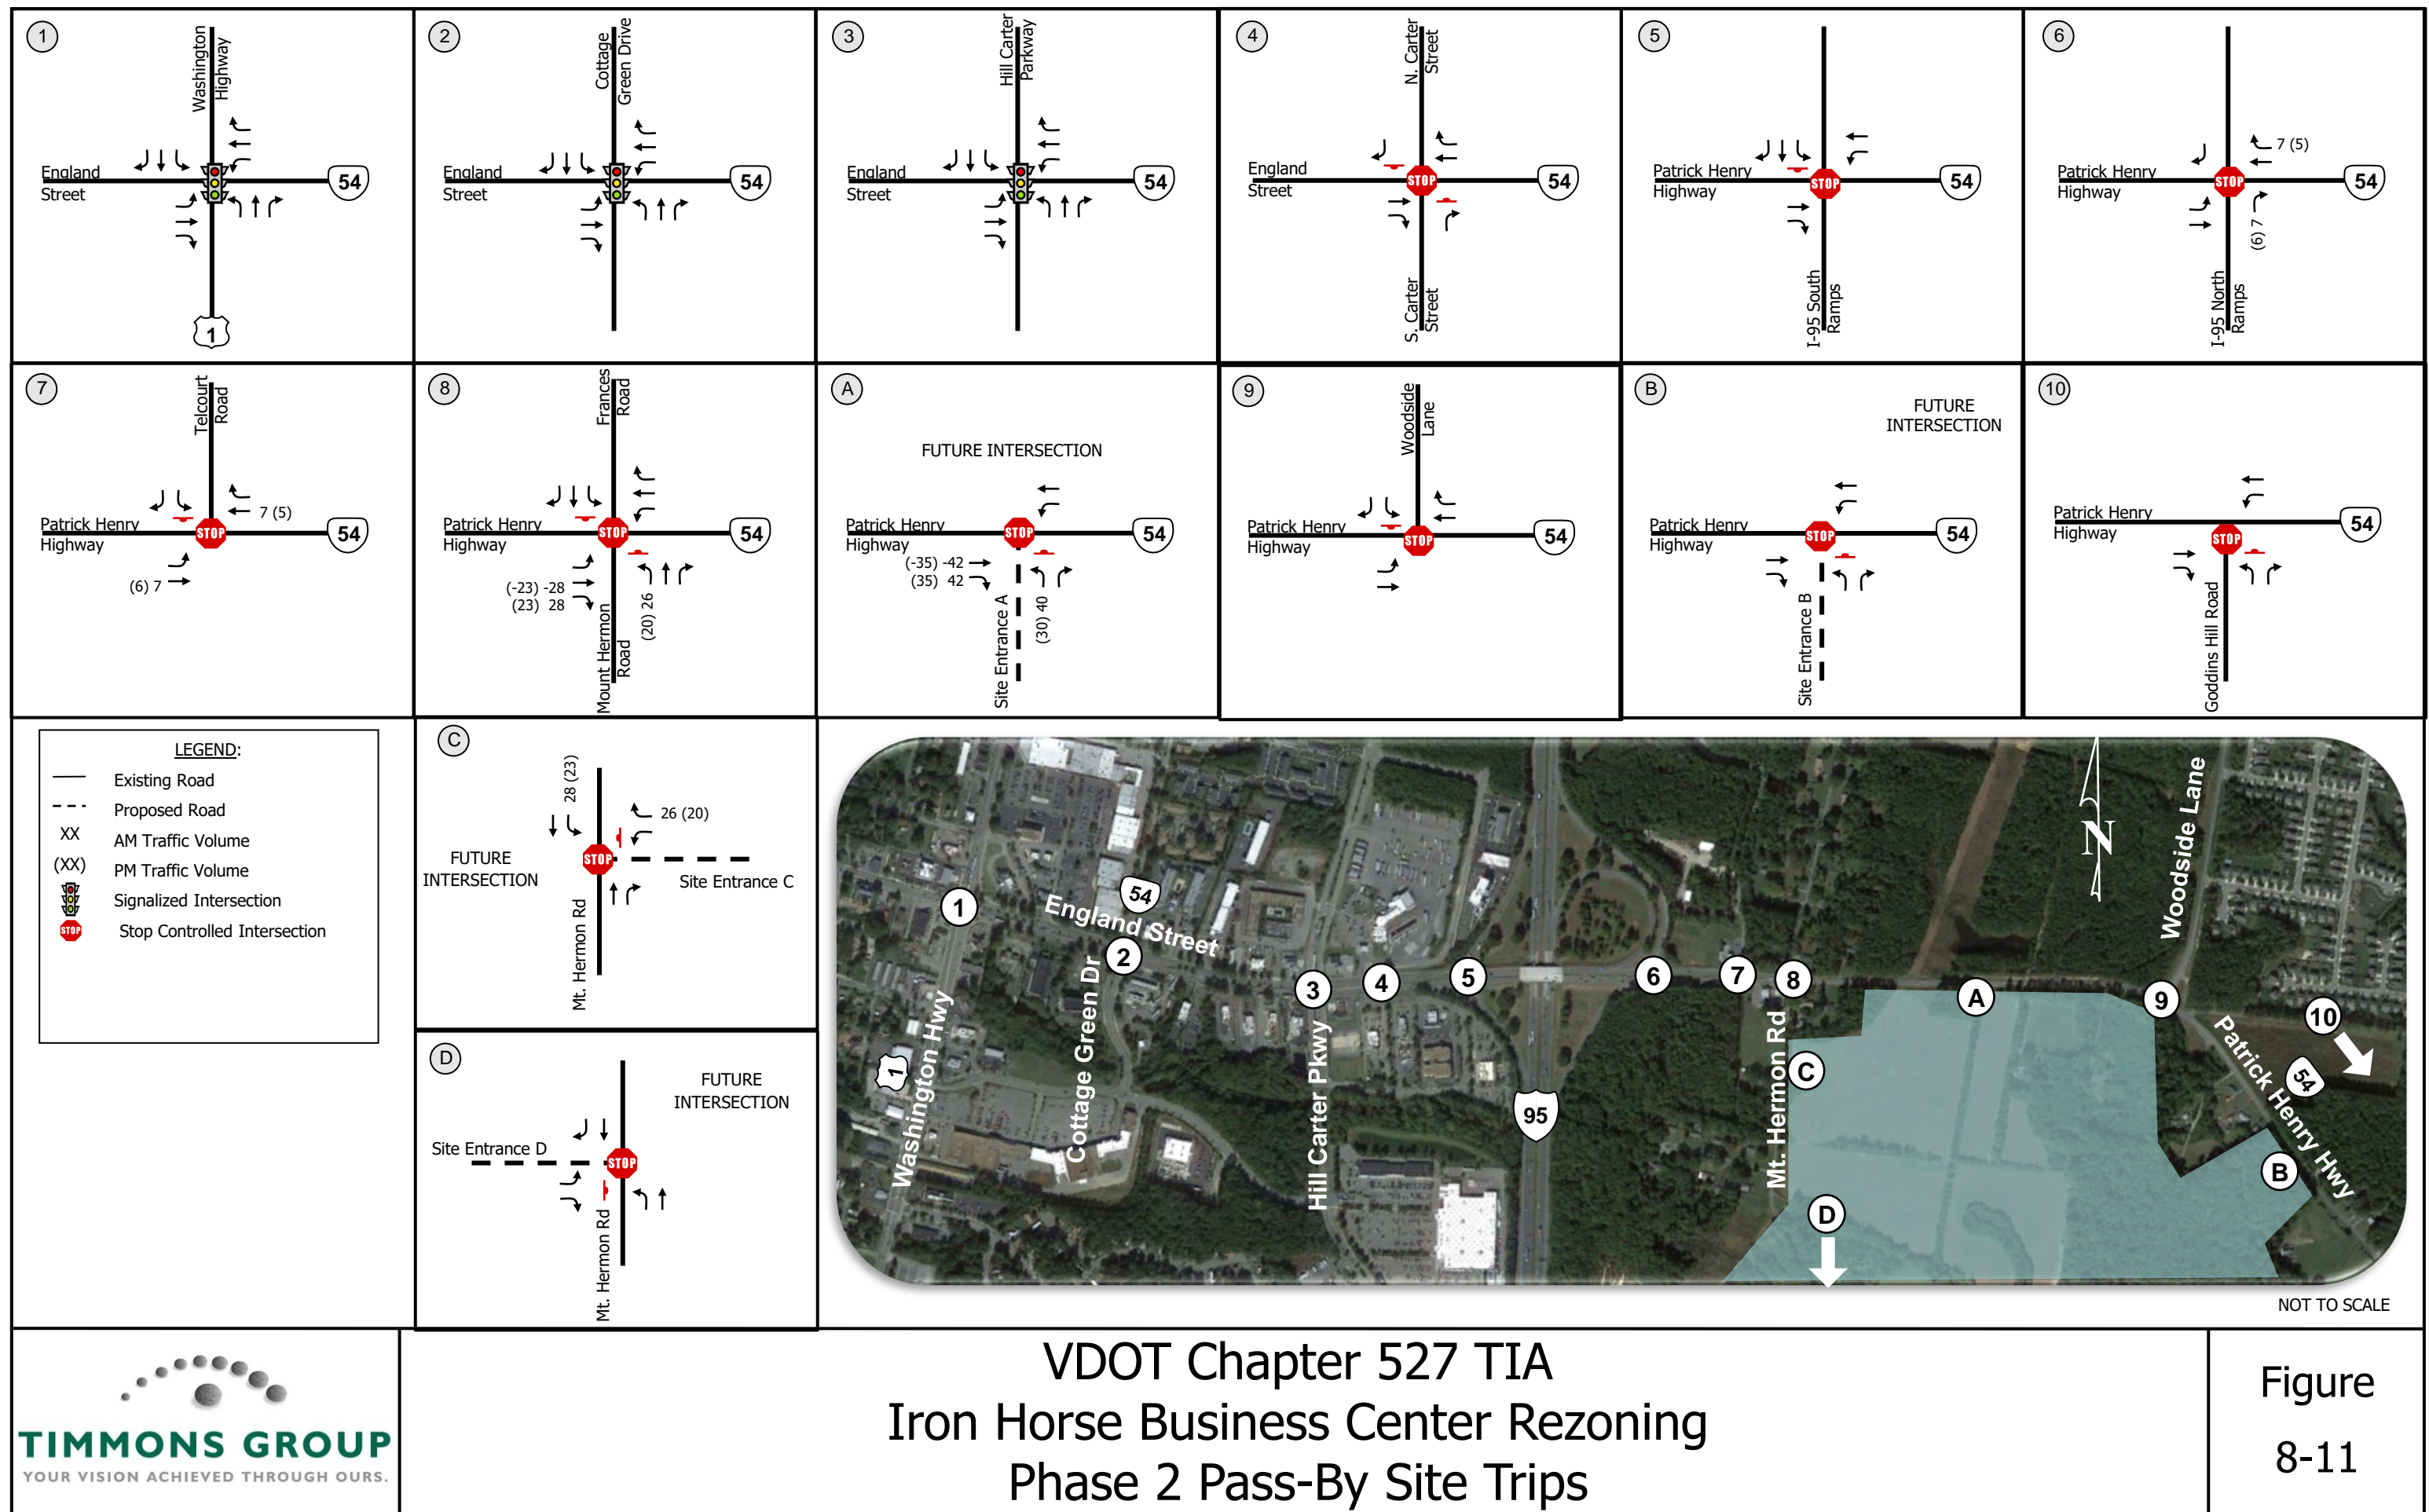 1
Washington
Highway
England
Street
54
1
2
Cottage
Green Drive
England
Street
54
3
Hill Carter
Parkway
England
Street
54
4
N. Carter
Street
England
Street
STOP
54
S. Carter
Street
5
Patrick Henry
Highway
STOP
54
I-95 South
Ramps
6
7 (5)
Patrick Henry
Highway
STOP
54
(6) 7
I-95 North
Ramps
7
Telcourt
Road
7 (5)
Patrick Henry
Highway
STOP
54
(6) 7
8
Frances
Road
Patrick Henry
Highway
STOP
54
(-23) -28
(23) 28
(20) 26
Mount Hermon
Road
A
FUTURE INTERSECTION
Patrick Henry
Highway
STOP
54
(-35) -42
(35) 42
(30) 40
Site Entrance A
9
Woodside
Lane
Patrick Henry
Highway
STOP
54
B
FUTURE
INTERSECTION
Patrick Henry
Highway
STOP
54
Site Entrance B
10
Patrick Henry
Highway
STOP
54
Goddins Hill Road
LEGEND:
Existing Road
Proposed Road
XX AM Traffic Volume
(XX) PM Traffic Volume
Signalized Intersection
STOP Stop Controlled Intersection
C
28 (23)
26 (20)
FUTURE
INTERSECTION
STOP
Site Entrance C
Mt. Hermon Rd
D
FUTURE
INTERSECTION
Site Entrance D
STOP
Mt. Hermon Rd
1
54
England Street
2
3
4
5
6
7
8
A
9
10
N
Woodside Lane
Washington Hwy
1
Cottage Green Dr
Hill Carter Pkwy
95
Mt. Hermon Rd
C
D
B
Patrick Henry Hwy
54
NOT TO SCALE
TIMMONS GROUP
YOUR VISION ACHIEVED THROUGH OURS.
VDOT Chapter 527 TIA
Iron Horse Business Center Rezoning
Phase 2 Pass-By Site Trips
Figure
8-11